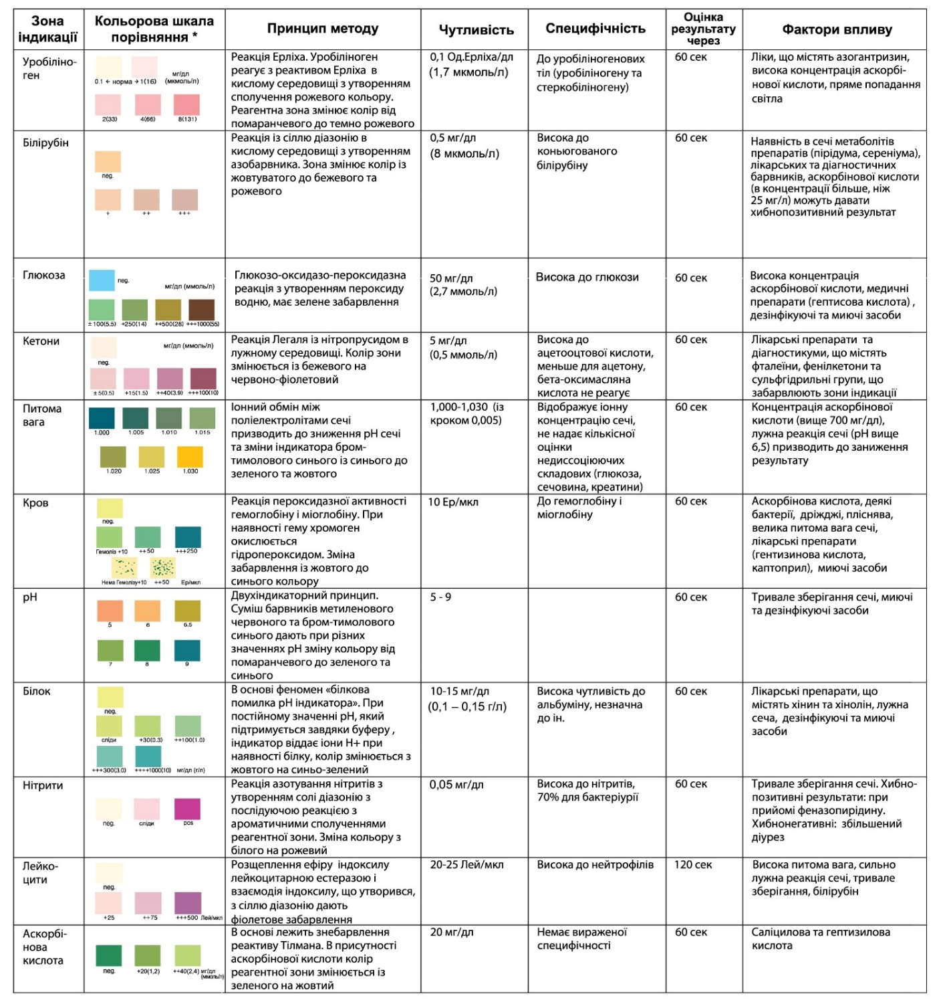 Зона
індикації
Кольорова шкала
порівняння *
Принцип методу
Чутливість
Специфічність
Оцінка
результату
через
Фактори впливу
Уробіліно-
ген
мг/дл
(мкмоль/л)
0.1 ← норма → 1(16)
2(33) 4(66) 8(131)
Реакція Ерліха. Уробіліноген
реагує з реактивом Ерліха в
кислому середовищі з утворенням
сполучення рожевого кольору.
Реагентна зона змінює колір від
помаранчевого до темно рожевого
0,1 Од.Ерліха/дл
(1,7 мкмоль/л)
До уробіліногенових
тіл (уробіліногену та
стеркобіліногену)
60 сек
Ліки, що містять азогантризин,
висока концентрація аскорбі-
нової кислоти, пряме попадання
світла
Білірубін
neg.
+ ++ +++
Реакція із сіллю діазонію в
кислому середовищі з утворенням
азобарвника. Зона змінює колір із
жовтуватого до бежевого та
рожевого
0,5 мг/дл
(8 мкмоль/л)
Висока до
коньюгованого
білірубіну
60 сек
Наявність в сечі метаболітів
препаратів (пірідума, сереніума),
лікарських та діагностичних
барвників, аскорбінової кислоти
(в концентрації більше, ніж
25 мг/л) можуть давати
хибнопозитивний результат
Глюкоза
neg.
мг/дл (ммоль/л)
± 100(5.5) +250(14) ++500(28) +++1000(55)
Глюкозо-оксидазо-пероксидазна
реакція з утворенням пероксиду
водню, має зелене забарвлення
50 мг/дл
(2,7 ммоль/л)
Висока до глюкози
60 сек
Висока концентрація
аскорбінової кислоти, медичні
препарати (гептисова кислота) ,
дезінфікуючі та миючі засоби
Кетони
мг/дл (ммоль/л)
neg.
± 5(0.5) +15(1.5) ++40(3.9) +++100(10)
Реакція Легаля із нітропрусидом в
лужному середовищі. Колір зони
змінюється із бежевого на
червоно-фіолетовий
5 мг/дл
(0,5 ммоль/л)
Висока до
ацетооцтової кислоти,
меньше для ацетону,
бета-оксимасляна
кислота не реагує
60 сек
Лікарські препарати та
діагностикуми, що містять
фталеїни, фенілкетони та
сульфгідрильні групи, що
забарвлюють зони індикації
Питома
вага
1.000 1.005 1.010 1.015
1.020 1.025 1.030
Іонний обмін між
поліелектролітами сечі
призводить до зниження pH сечі
та зміни індикатора бром-
тимолового синього із синього до
зеленого та жовтого
1,000-1,030 (із
кроком 0,005)
Відображує іонну
концентрацію сечі,
не надає кількісної
оцінки
недиссоціюючих
складових (глюкоза,
сечовина, креатини)
60 сек
Концентрація аскорбінової
кислоти (вище 700 мг/дл),
лужна реакція сечі (pH вище
6,5) призводить до заниження
результату
Кров
neg.
Гемоліз +10 ++50 +++250
Нема Гемолізу+10 ++50 Ер/мкл
Реакція пероксидазної активності
гемоглобіну і міоглобіну. При
наявності гему хромоген
окислюється
гідропероксидом. Зміна
забарвлення із жовтого до
синього кольору
10 Ер/мкл
До гемоглобіну і
міоглобіну
60 сек
Аскорбінова кислота, деякі
бактерії, дріжджі, пліснява,
велика питома вага сечі,
лікарські препарати
(гентизинова кислота,
каптоприл), миючі засоби
pH
5 6 6,5
7 8 9
Двухіндикаторний принцип.
Суміш барвників метиленового
червоного та бром-тимолового
синього дають при різних
значеннях pH зміну кольору від
помаранчевого до зеленого та
синього
5 - 9
60 сек
Тривале зберігання сечі, миючі
та дезінфікуючі засоби
Білок
neg.
сліди +30(0.3) ++100(1.0)
+++300(3.0) ++++1000(10) мг/дл (г/л)
В основі феномен «білкова
помилка pH індикатора». При
постійному значенні pH, який
підтримується завдяки буферу ,
індикатор віддає іони H+ при
наявності білку, колір змінюється з
жовтого на синьо-зелений
10-15 мг/дл
(0,1 – 0,15 г/л)
Висока чутливість до
альбуміну, незначна
до ін.
60 сек
Лікарські препарати, що
містять хінин та хінолін, лужна
сеча, дезінфікуючі та миючі
засоби
Нітрити
neg. сліди pos
Реакція азотування нітритів з
утворенням солі діазонію з
послідуючою реакцією з
ароматичними сполученнями
реагентної зони. Зміна кольору з
білого на рожевий
0,05 мг/дл
Висока до нітритів,
70% для бактеріурії
60 сек
Тривале зберігання сечі. Хибно-
позитивні результати: при
прийомі феназопирідину.
Хибнонегативні: збільшений
діурез
Лейко-
цити
neg.
+25 ++75 +++500 Лей/мкл
Розщеплення ефіру індоксилу
лейкоцитарною естеразою і
взаємодія індоксилу, що утворився,
з сіллю діазонію дають
фіолетове забарвлення
20-25 Лей/мкл
Висока до нейтрофілів
120 сек
Висока питома вага, сильно
лужна реакція сечі, тривале
зберігання, білірубін
Аскорбі-
нова
кислота
neg. +20(1,2) ++40(2,4) мг/дл
(ммоль/л)
В основі лежить знебарвлення
реактиву Тілмана. В присутності
аскорбінової кислоти колір
реагентної зони змінюється із
зеленого на жовтий
20 мг/дл
Немає вираженої
специфічності
60 сек
Саліцилова та гептизилова
кислота